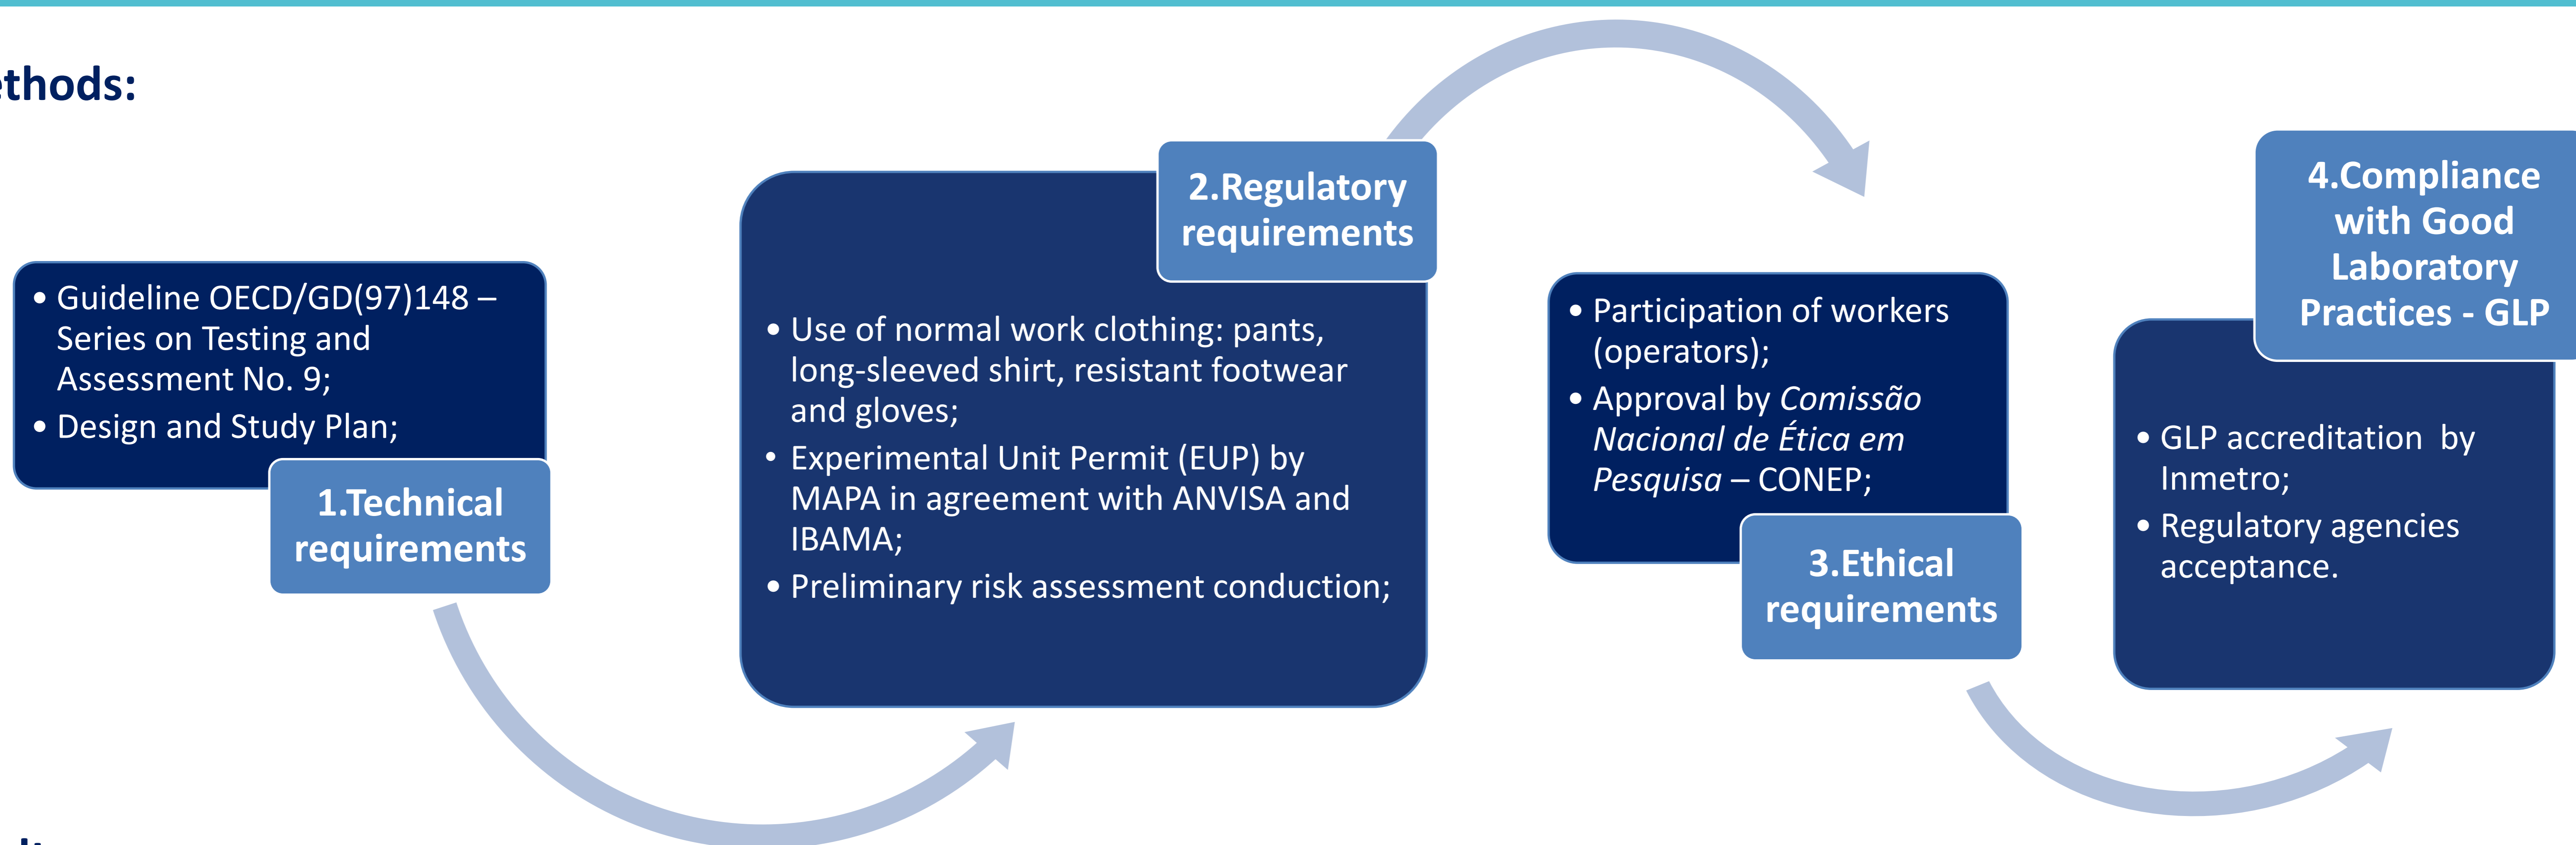 ethods:
• Guideline OECD/GD(97)148 –
Series on Testing and
Assessment No. 9;
• Design and Study Plan;
1.Technical
requirements
2.Regulatory
requirements
• Use of normal work clothing: pants,
long-sleeved shirt, resistant footwear
and gloves;
• Experimental Unit Permit (EUP) by
MAPA in agreement with ANVISA and
IBAMA;
• Preliminary risk assessment conduction;
• Participation of workers
(operators);
• Approval by Comissão
Nacional de Ética em
Pesquisa – CONEP;
3.Ethical
requirements
4.Compliance
with Good
Laboratory
Practices - GLP
• GLP accreditation by
Inmetro;
• Regulatory agencies
acceptance.